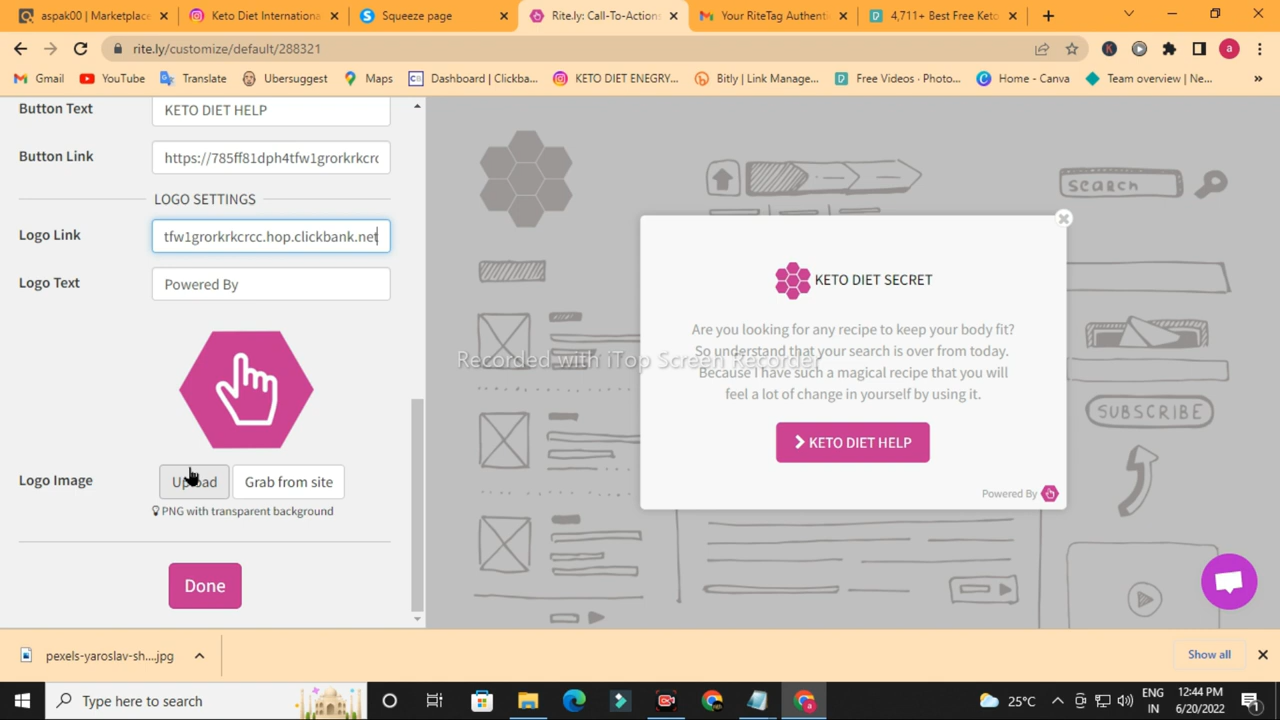 aspak00 | Marketplace
Keto Diet International
Squeeze page
Rite.ly: Call-To-Actions
Your RiteTag Authenti
4,711+ Best Free Keto
rite.ly/customize/default/288321
Gmail
YouTube
Translate
Ubersuggest
Maps
Dashboard | Clickba...
KETO DIET ENEGRY...
Bitly | Link Manage...
Free Videos · Photo...
Home - Canva
Team overview | Ne...
»
Button Text
KETO DIET HELP
Button Link
https://785ff81dph4tfw1grorkrkcrc
LOGO SETTINGS
Logo Link
tfw1grorkrkcrcc.hop.clickbank.net
Logo Text
Powered By
Logo Image
Upload
Grab from site
PNG with transparent background
Done
search
SUBSCRIBE
KETO DIET SECRET
Are you looking for any recipe to keep your body fit?
So understand that your search is over from today.
Because I have such a magical recipe that you will
feel a lot of change in yourself by using it.
KETO DIET HELP
Powered By
Recorded with iTop Screen Recorder
pexels-yaroslav-sh....jpg
Show all
Type here to search
25°C
ENG
IN
12:44 PM
6/20/2022